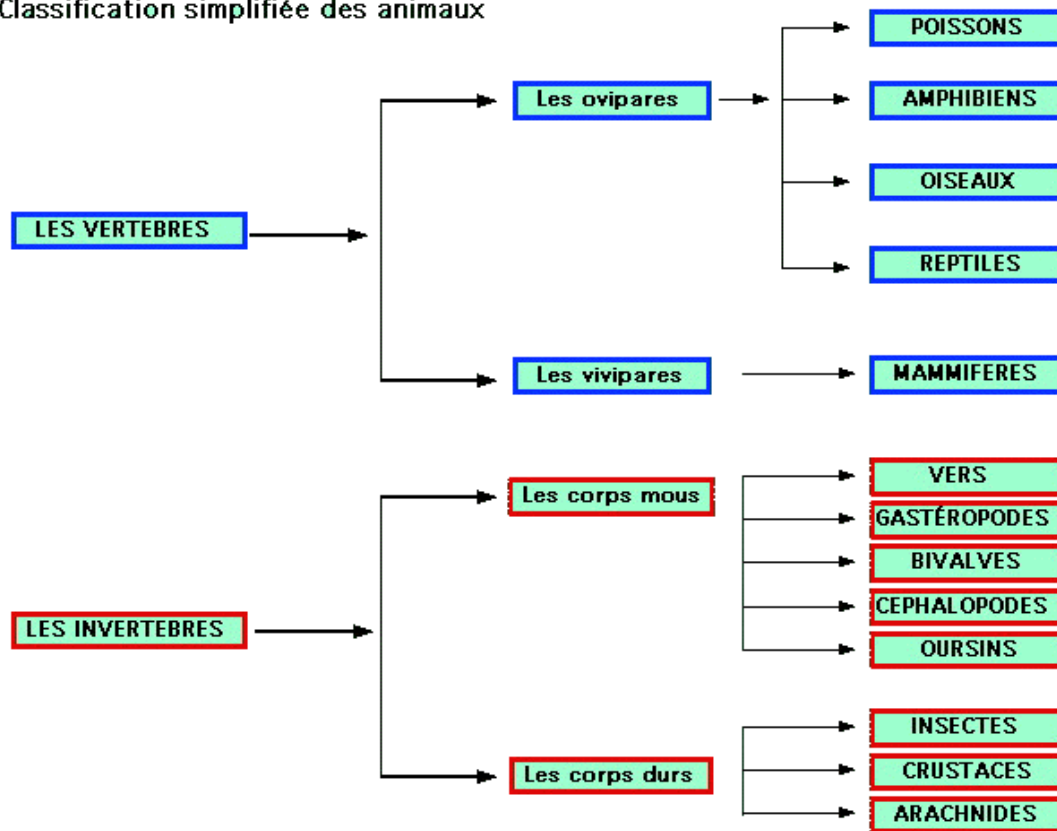 Classification simplifiée des animaux
POISSONS
Les ovipares
AMPHIBIENS
OISEAUX
LES VERTEBRES
REPTILES
Les vivipares
MAMMIFERES
Les corps mous
VERS
GASTÉROPODES
BIVALVES
CEPHALOPODES
LES INVERTEBRES
OURSINS
INSECTES
Les corps durs
CRUSTACES
ARACHNIDES